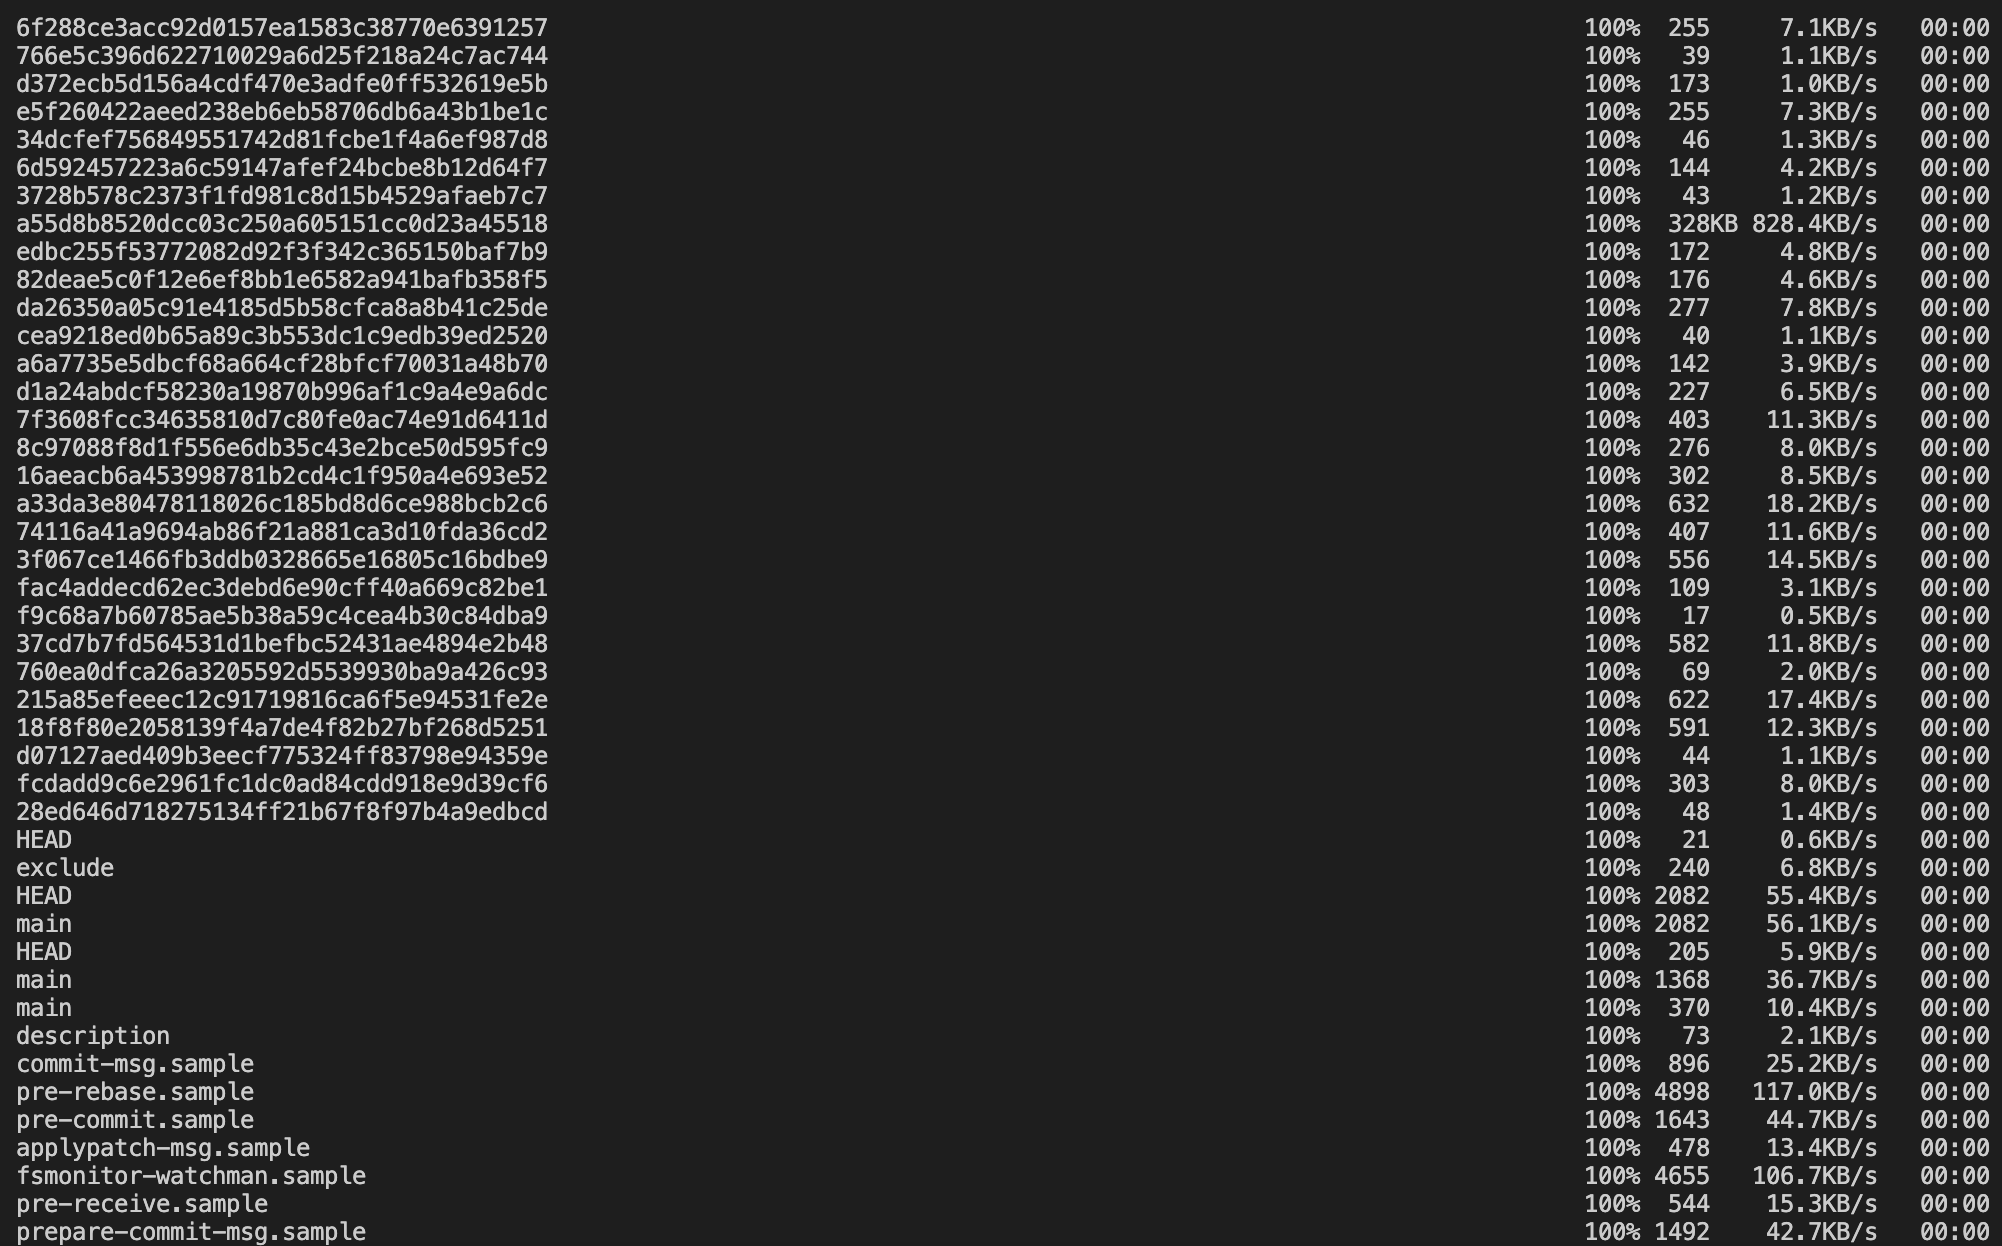 6f288ce3acc92d0157ea1583c38770e6391257 100% 255 7.1KB/s 00:00
766e5c396d622710029a6d25f218a24c7ac744 100% 39 1.1KB/s 00:00
d372ecb5d156a4cdf470e3adfe0ff532619e5b 100% 173 1.0KB/s 00:00
e5f260422aeed238eb6eb58706db6a43b1be1c 100% 255 7.3KB/s 00:00
34dcfef756849551742d81fcbe1f4a6ef987d8 100% 46 1.3KB/s 00:00
6d592457223a6c59147afef24bcbe8b12d64f7 100% 144 4.2KB/s 00:00
3728b578c2373f1fd981c8d15b4529afaeb7c7 100% 43 1.2KB/s 00:00
a55d8b8520dcc03c250a605151cc0d23a45518 100% 328KB 828.4KB/s 00:00
edbc255f53772082d92f3f342c365150baf7b9 100% 172 4.8KB/s 00:00
82deae5c0f12e6ef8bb1e6582a941bafb358f5 100% 176 4.6KB/s 00:00
da26350a05c91e4185d5b58cfca8a8b41c25de 100% 277 7.8KB/s 00:00
cea9218ed0b65a89c3b553dc1c9edb39ed2520 100% 40 1.1KB/s 00:00
a6a7735e5dbcf68a664cf28bfcf70031a48b70 100% 142 3.9KB/s 00:00
d1a24abdcf58230a19870b996af1c9a4e9a6dc 100% 227 6.5KB/s 00:00
7f3608fcc34635810d7c80fe0ac74e91d6411d 100% 403 11.3KB/s 00:00
8c97088f8d1f556e6db35c43e2bce50d595fc9 100% 276 8.0KB/s 00:00
16aeacb6a453998781b2cd4c1f950a4e693e52 100% 302 8.5KB/s 00:00
a33da3e80478118026c185bd8d6ce988bcb2c6 100% 632 18.2KB/s 00:00
74116a41a9694ab86f21a881ca3d10fda36cd2 100% 407 11.6KB/s 00:00
3f067ce1466fb3ddb0328665e16805c16bdbe9 100% 556 14.5KB/s 00:00
fac4addecd62ec3debd6e90cff40a669c82be1 100% 109 3.1KB/s 00:00
f9c68a7b60785ae5b38a59c4cea4b30c84dba9 100% 17 0.5KB/s 00:00
37cd7b7fd564531d1befbc52431ae4894e2b48 100% 582 11.8KB/s 00:00
760ea0dfca26a3205592d5539930ba9a426c93 100% 69 2.0KB/s 00:00
215a85efeeec12c91719816ca6f5e94531fe2e 100% 622 17.4KB/s 00:00
18f8f80e2058139f4a7de4f82b27bf268d5251 100% 591 12.3KB/s 00:00
d07127aed409b3eecf775324ff83798e94359e 100% 44 1.1KB/s 00:00
fcdadd9c6e2961fc1dc0ad84cdd918e9d39cf6 100% 303 8.0KB/s 00:00
28ed646d718275134ff21b67f8f97b4a9edbcd 100% 48 1.4KB/s 00:00
HEAD 100% 21 0.6KB/s 00:00
exclude 100% 240 6.8KB/s 00:00
HEAD 100% 2082 55.4KB/s 00:00
main 100% 2082 56.1KB/s 00:00
HEAD 100% 205 5.9KB/s 00:00
main 100% 1368 36.7KB/s 00:00
main 100% 370 10.4KB/s 00:00
description 100% 73 2.1KB/s 00:00
commit-msg.sample 100% 896 25.2KB/s 00:00
pre-rebase.sample 100% 4898 117.0KB/s 00:00
pre-commit.sample 100% 1643 44.7KB/s 00:00
applypatch-msg.sample 100% 478 13.4KB/s 00:00
fsmonitor-watchman.sample 100% 4655 106.7KB/s 00:00
pre-receive.sample 100% 544 15.3KB/s 00:00
prepare-commit-msg.sample 100% 1492 42.7KB/s 00:00